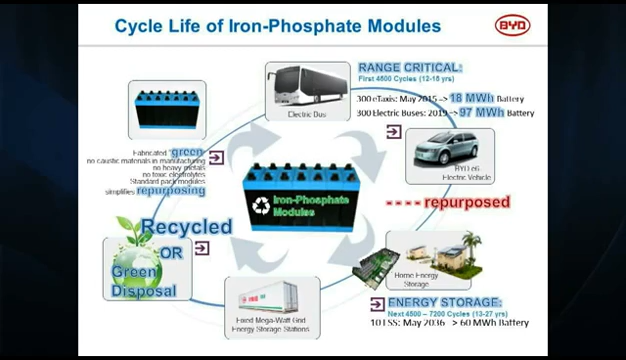 Cycle Life of Iron-Phosphate Modules
BYD
RANGE CRITICAL:
First 4500 Cycles (12-15 yrs)
300 eTaxis: May 2015 -> 18 MWh Battery
300 Electric Buses: 2019 -> 97 MWh Battery
Electric Bus
BYD e6
Electric Vehicle
Fabricated "green"
no caustic materials in manufacturing
no heavy metals
no toxic electrolytes
Standard pack modules
simplifies repurposing
Iron-Phosphate
Modules
---- repurposed
Recycled
OR
Green
Disposal
Home Energy
Storage
Fixed Mega-Watt Grid
Energy Storage Stations
ENERGY STORAGE:
Next 4500 – 7200 Cycles (13-27 yrs)
10 ESS: May 2036 -> 60 MWh Battery